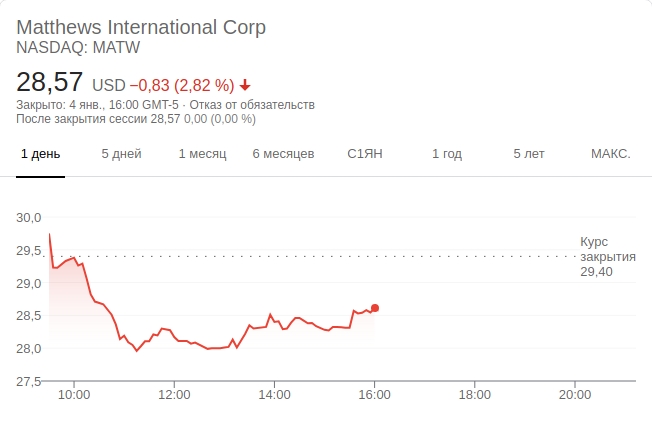 Matthews International Corp
NASDAQ: MATW
28,57 USD −0,83 (2,82 %)
Закрыто: 4 янв., 16:00 GMT-5 · Отказ от обязательств
После закрытия сессии 28,57 0,00 (0,00 %)
1 день 5 дней 1 месяц 6 месяцев С1ЯН 1 год 5 лет МАКС.
30,0
29,5
29,0
28,5
28,0
27,5
Курс
закрытия
29,40
10:00 12:00 14:00 16:00 18:00 20:00